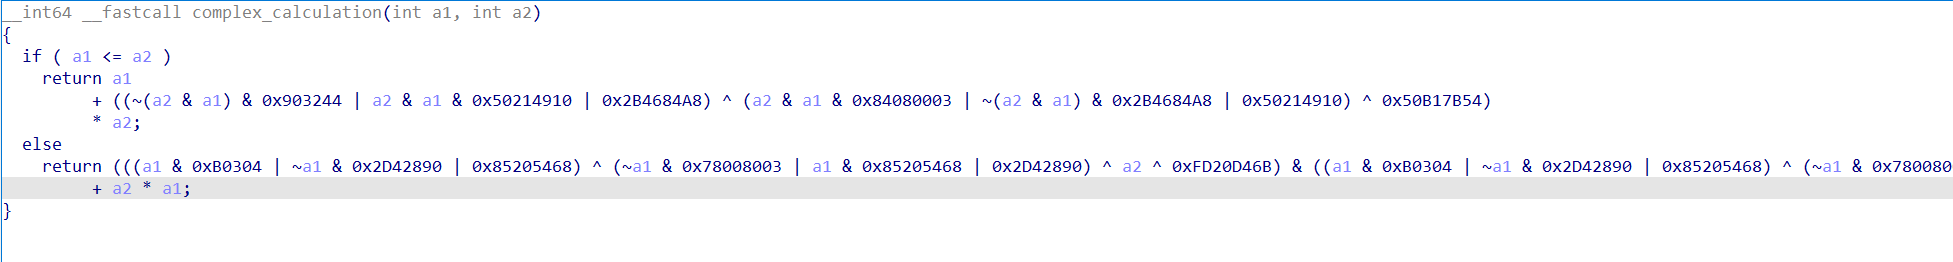 __int64 __fastcall complex_calculation(int a1, int a2)
{
  if ( a1 <= a2 )
    return a1
         + ((~(a2 & a1) & 0x903244 | a2 & a1 & 0x50214910 | 0x2B4684A8) ^ (a2 & a1 & 0x84080003 | ~(a2 & a1) & 0x2B4684A8 | 0x50214910) ^ 0x50B17B54)
         * a2;
  else
    return (((a1 & 0xB0304 | ~a1 & 0x2D42890 | 0x85205468) ^ (~a1 & 0x78008003 | a1 & 0x85205468 | 0x2D42890) ^ a2 ^ 0xFD20D46B) & ((a1 & 0xB0304 | ~a1 & 0x2D42890 | 0x85205468) ^ (~a1 & 0x780080
         + a2 * a1;
}